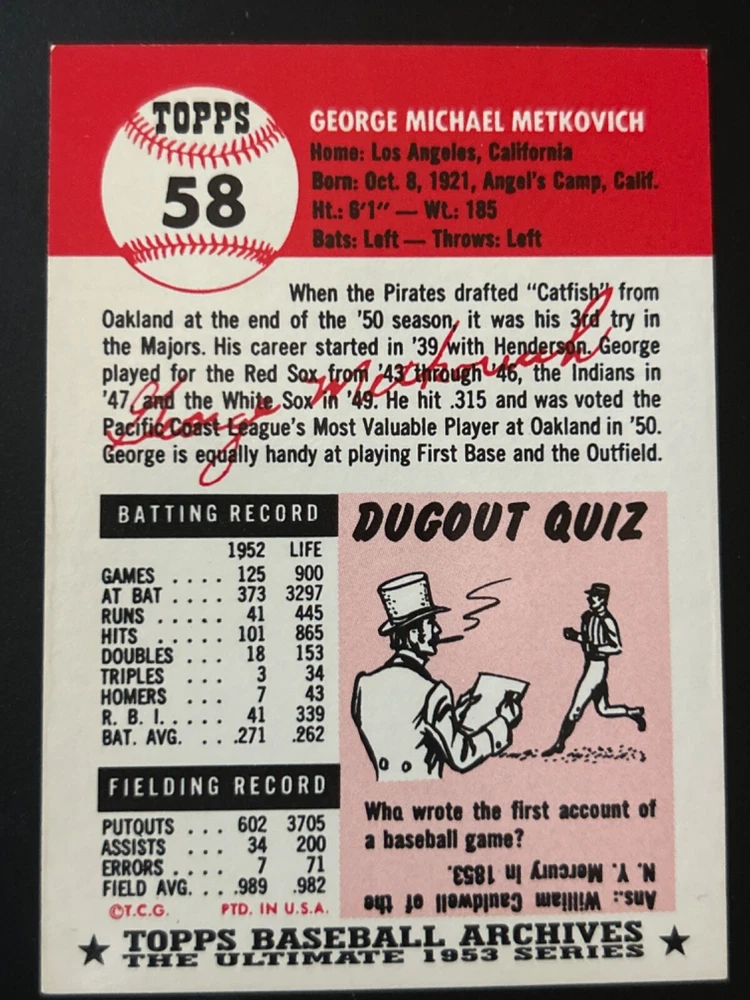 TOPPS
58
GEORGE MICHAEL METKOVICH
Home: Los Angeles, California
Born: Oct. 8, 1921, Angel's Camp, Calif.
Ht.: 6'1" — Wt.: 185
Bats: Left — Throws: Left
When the Pirates drafted "Catfish" from
Oakland at the end of the '50 season, it was his 3rd try in
the Majors. His career started in '39 with Henderson. George
played for the Red Sox from '43 through '46, the Indians in
'47 and the White Sox in '49. He hit .315 and was voted the
Pacific Coast League's Most Valuable Player at Oakland in '50.
George is equally handy at playing First Base and the Outfield.
George Metkovich
BATTING RECORD
1952 LIFE
GAMES .... 125 900
AT BAT .... 373 3297
RUNS ..... 41 445
HITS ..... 101 865
DOUBLES ... 18 153
TRIPLES ... 3 34
HOMERS ... 7 43
R. B. I. .... 41 339
BAT. AVG. ... .271 .262
FIELDING RECORD
PUTOUTS ... 602 3705
ASSISTS ... 34 200
ERRORS .... 7 71
FIELD AVG. ... .989 .982
©T.C.G. PTD. IN U.S.A.
DUGOUT QUIZ
Who wrote the first account of
a baseball game?
Ans.: William Cauldwell of the
N. Y. Mercury in 1853.
★ TOPPS BASEBALL ARCHIVES ★
THE ULTIMATE 1953 SERIES